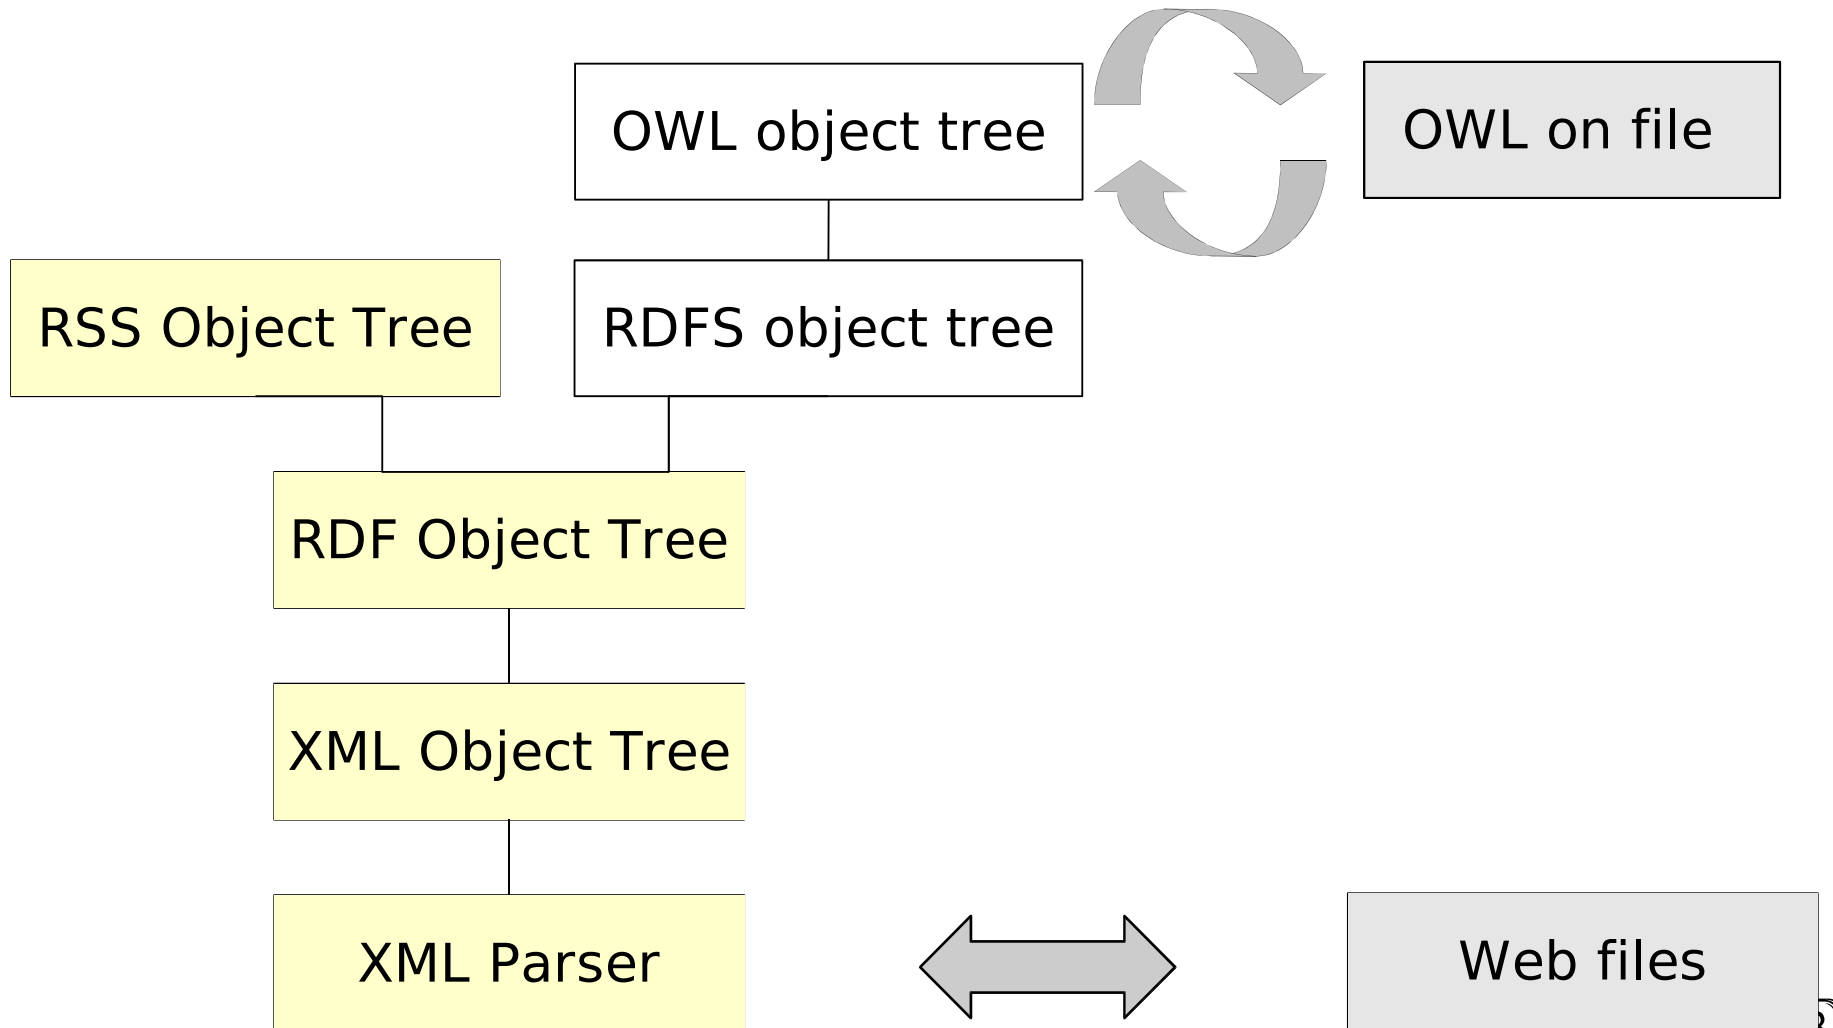 OWL object tree
OWL on file
RSS Object Tree
RDFS object tree
RDF Object Tree
XML Object Tree
XML Parser
Web files